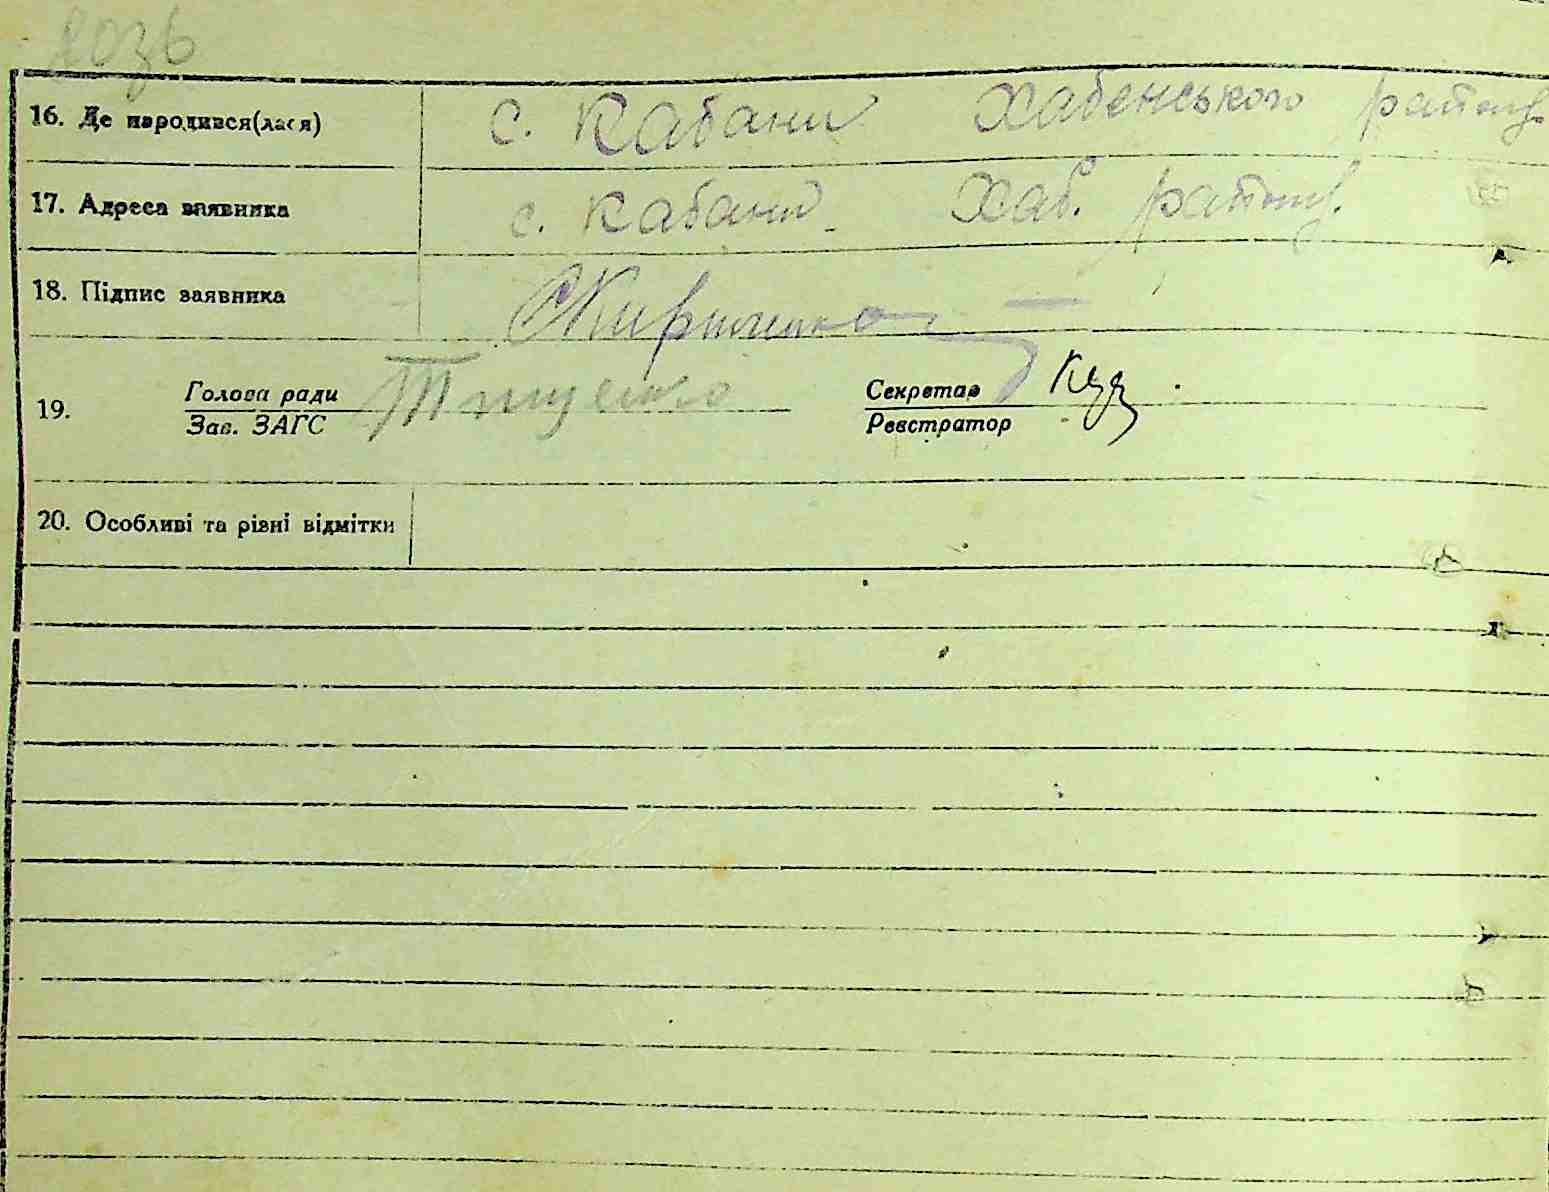 16. Де народився(лася) с. Кабани Хабенського району
17. Адреса заявника с. Кабани Хаб. району.
18. Підпис заявника
19. Голова ради Тищенко Секретар
Зав. ЗАГС Реєстратор
20. Особливі та різні відмітки